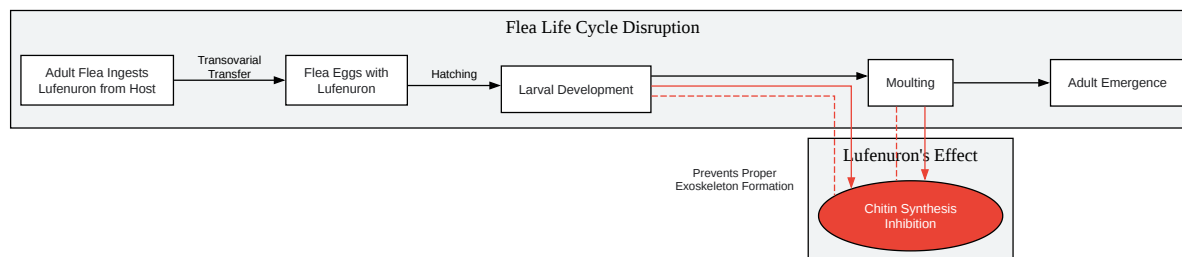 Flea Life Cycle Disruption
Adult Flea Ingests
Lufenuron from Host
Transovarial
Transfer
Flea Eggs with
Lufenuron
Hatching
Larval Development
Moulting
Adult Emergence
Lufenuron's Effect
Prevents Proper
Exoskeleton Formation
Chitin Synthesis
Inhibition